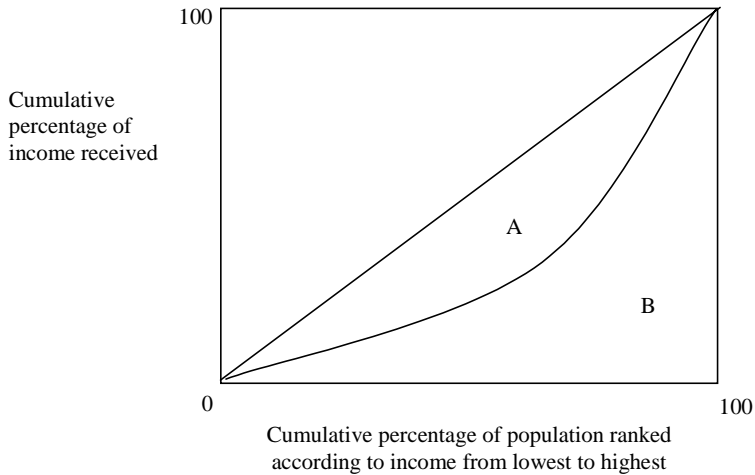 100
Cumulative
percentage of
income received
A
B
0
100
Cumulative percentage of population ranked
according to income from lowest to highest